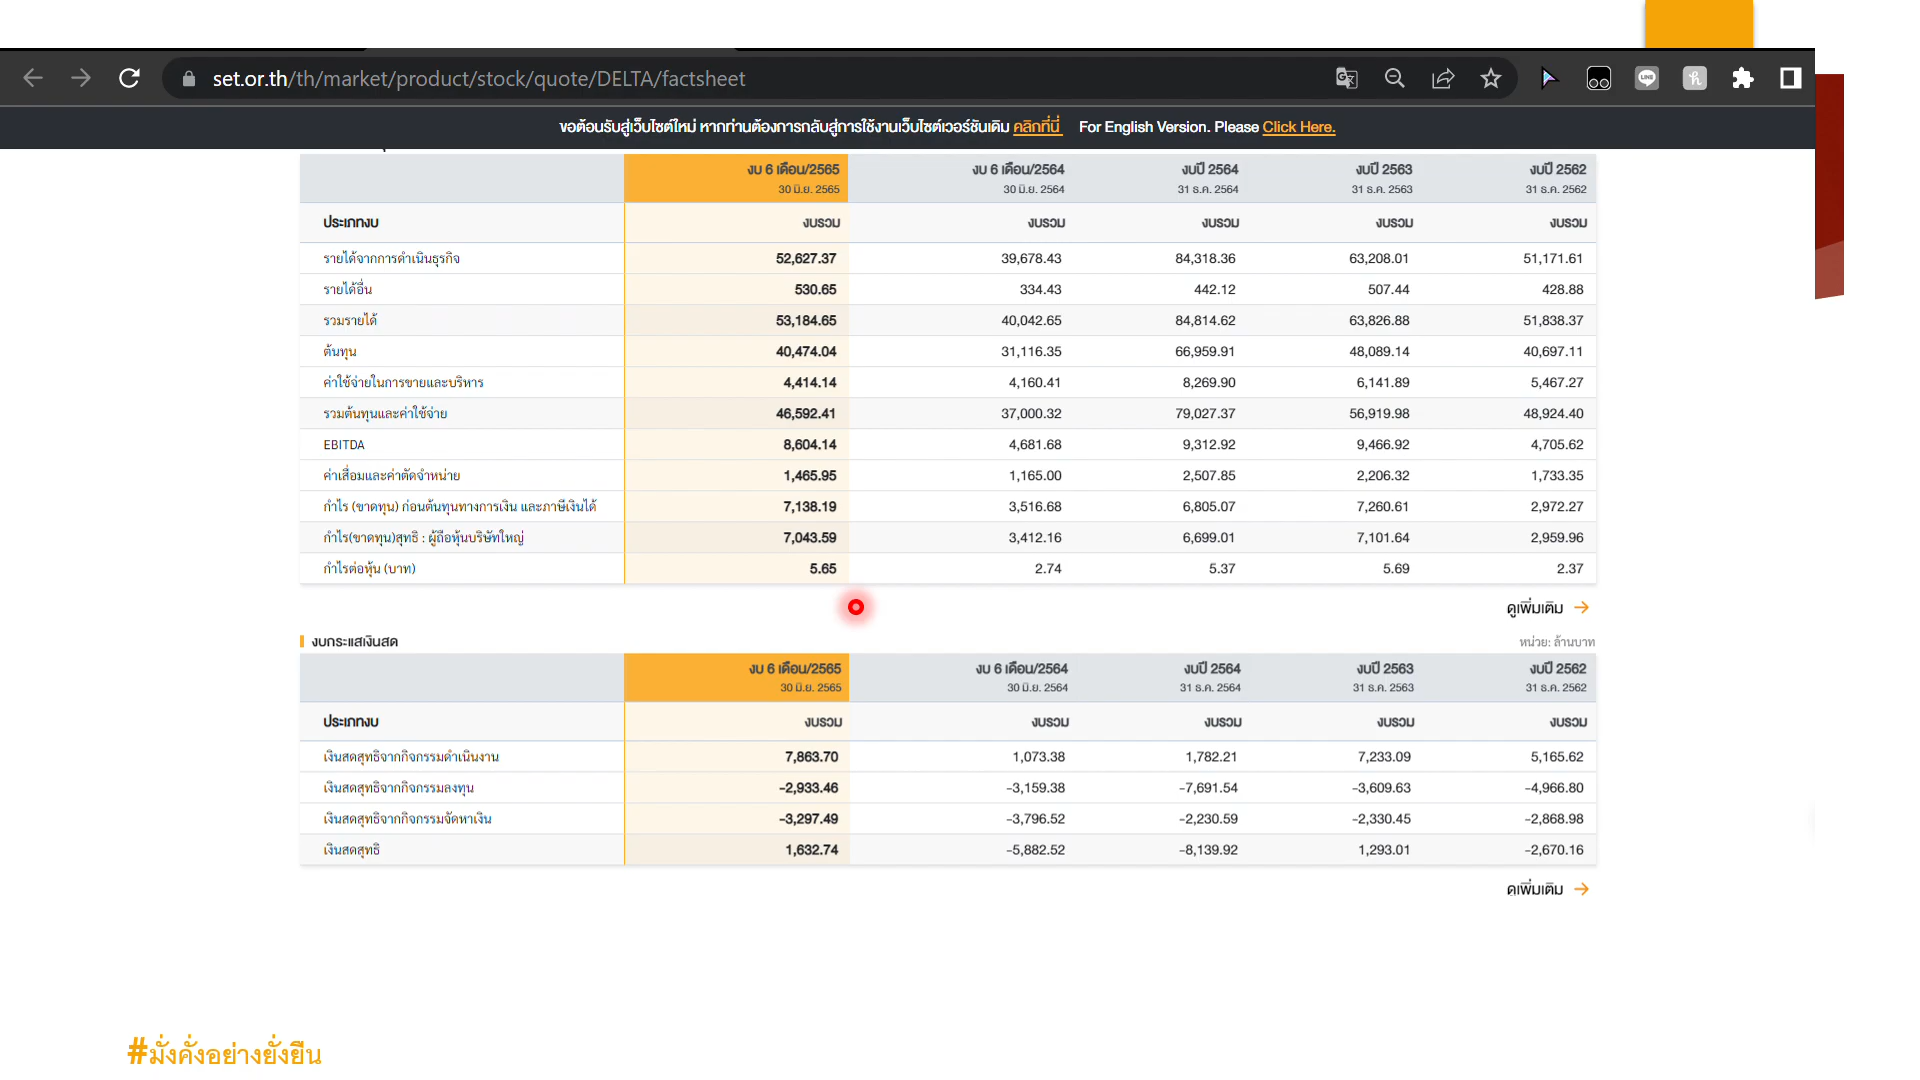 set.or.th/th/market/product/stock/quote/DELTA/factsheet
ขอต้อนรับสู่เว็บไซต์ใหม่ หากท่านต้องการกลับสู่การใช้งานเว็บไซต์เวอร์ชันเดิม คลิกที่นี่ For English Version. Please Click Here.
งบ 6 เดือน/2565 งบ 6 เดือน/2564 งบปี 2564 งบปี 2563 งบปี 2562
30 มิ.ย. 2565 30 มิ.ย. 2564 31 ธ.ค. 2564 31 ธ.ค. 2563 31 ธ.ค. 2562
ประเภทงบ งบรวม งบรวม งบรวม งบรวม งบรวม
รายได้จากการดำเนินธุรกิจ 52,627.37 39,678.43 84,318.36 63,208.01 51,171.61
รายได้อื่น 530.65 334.43 442.12 507.44 428.88
รวมรายได้ 53,184.65 40,042.65 84,814.62 63,826.88 51,838.37
ต้นทุน 40,474.04 31,116.35 66,959.91 48,089.14 40,697.11
ค่าใช้จ่ายในการขายและบริหาร 4,414.14 4,160.41 8,269.90 6,141.89 5,467.27
รวมต้นทุนและค่าใช้จ่าย 46,592.41 37,000.32 79,027.37 56,919.98 48,924.40
EBITDA 8,604.14 4,681.68 9,312.92 9,466.92 4,705.62
ค่าเสื่อมและค่าตัดจำหน่าย 1,465.95 1,165.00 2,507.85 2,206.32 1,733.35
กำไร (ขาดทุน) ก่อนต้นทุนทางการเงิน และภาษีเงินได้ 7,138.19 3,516.68 6,805.07 7,260.61 2,972.27
กำไร(ขาดทุน)สุทธิ : ผู้ถือหุ้นบริษัทใหญ่ 7,043.59 3,412.16 6,699.01 7,101.64 2,959.96
กำไรต่อหุ้น (บาท) 5.65 2.74 5.37 5.69 2.37
ดูเพิ่มเติม
งบกระแสเงินสด หน่วย: ล้านบาท
งบ 6 เดือน/2565 งบ 6 เดือน/2564 งบปี 2564 งบปี 2563 งบปี 2562
30 มิ.ย. 2565 30 มิ.ย. 2564 31 ธ.ค. 2564 31 ธ.ค. 2563 31 ธ.ค. 2562
ประเภทงบ งบรวม งบรวม งบรวม งบรวม งบรวม
เงินสดสุทธิจากกิจกรรมดำเนินงาน 7,863.70 1,073.38 1,782.21 7,233.09 5,165.62
เงินสดสุทธิจากกิจกรรมลงทุน -2,933.46 -3,159.38 -7,691.54 -3,609.63 -4,966.80
เงินสดสุทธิจากกิจกรรมจัดหาเงิน -3,297.49 -3,796.52 -2,230.59 -2,330.45 -2,868.98
เงินสดสุทธิ 1,632.74 -5,882.52 -8,139.92 1,293.01 -2,670.16
ดูเพิ่มเติม
#มั่งคั่งอย่างยั่งยืน